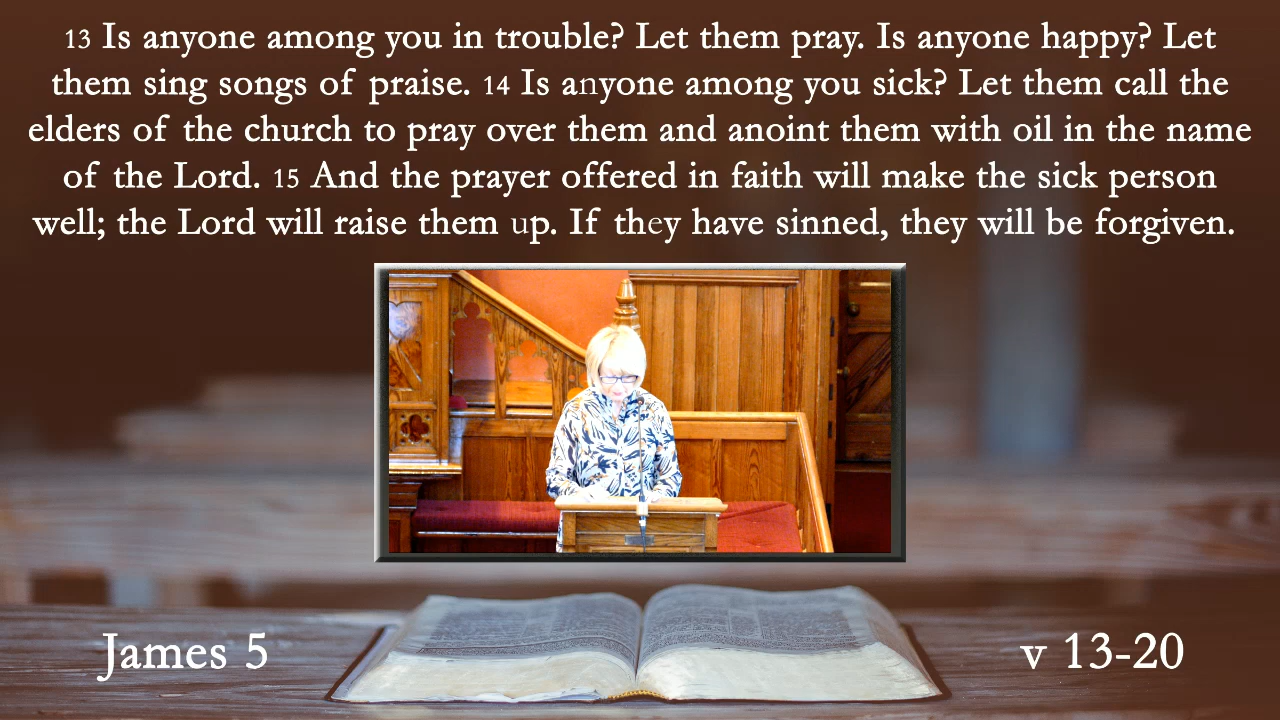 13 Is anyone among you in trouble? Let them pray. Is anyone happy? Let
them sing songs of praise. 14 Is anyone among you sick? Let them call the
elders of the church to pray over them and anoint them with oil in the name
of the Lord. 15 And the prayer offered in faith will make the sick person
well; the Lord will raise them up. If they have sinned, they will be forgiven.
James 5
v 13-20